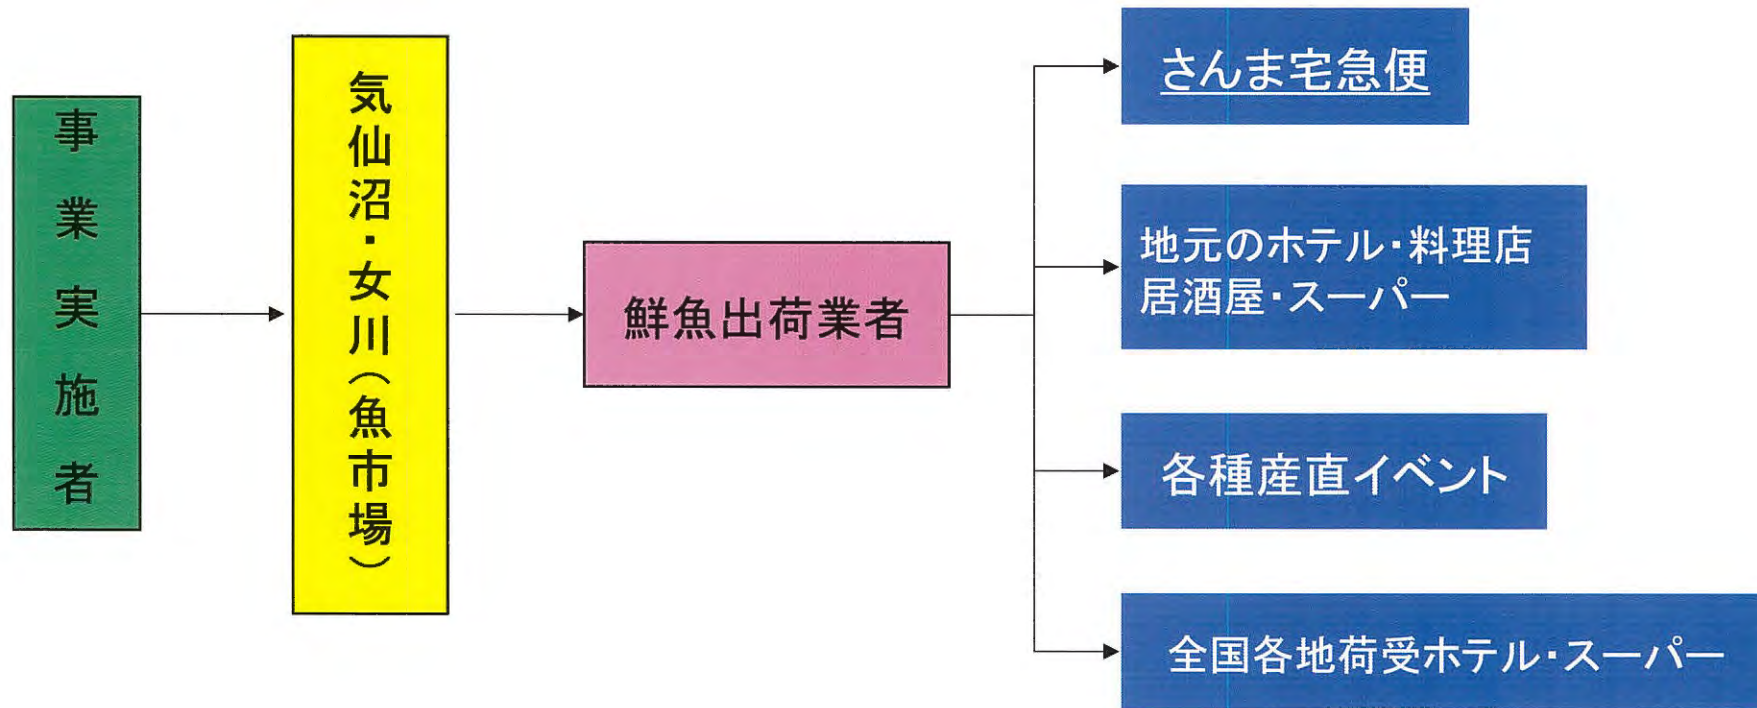 事業実施者
気仙沼・女川(魚市場)
鮮魚出荷業者
さんま宅急便
地元のホテル・料理店
居酒屋・スーパー
各種産直イベント
全国各地荷受ホテル・スーパー